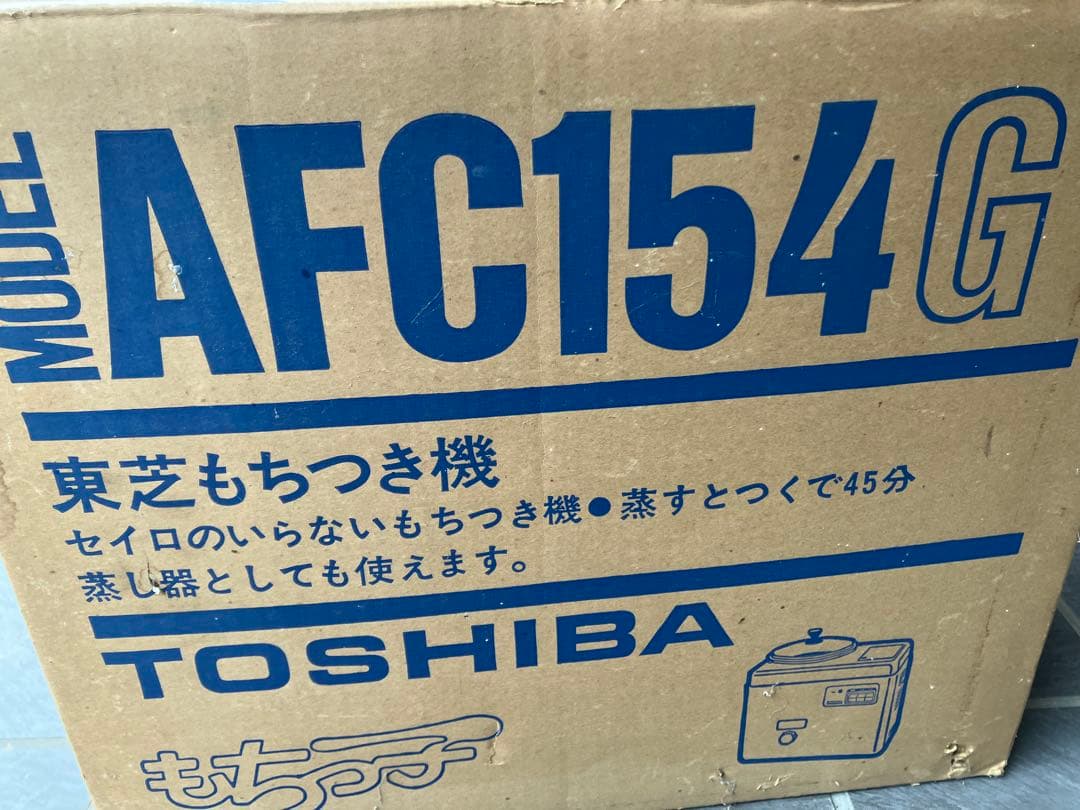 MODEL AFC154G
東芝もちつき機
セイロのいらないもちつき機●蒸すとつくで45分
蒸し器としても使えます。
TOSHIBA
もちっ子